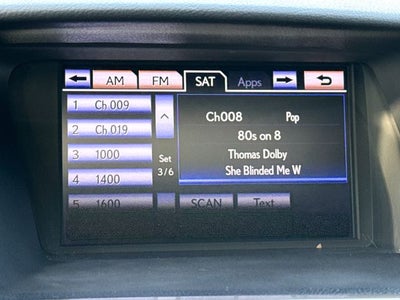 AM FM SAT Apps
1 Ch.009
2 Ch.019
3 1000
4 1400
5 1600
Set
3/6
Ch008 Pop
80s on 8
Thomas Dolby
She Blinded Me W
SCAN Text